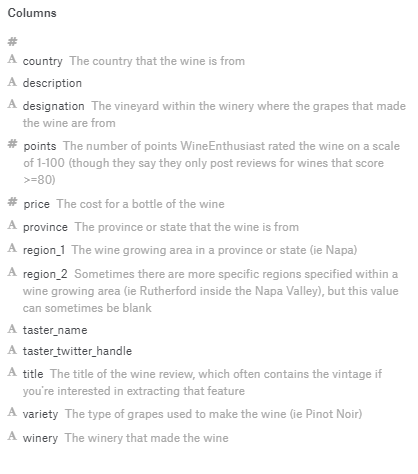 Columns
#
A country The country that the wine is from
A description
A designation The vineyard within the winery where the grapes that made
the wine are from
# points The number of points WineEnthusiast rated the wine on a scale
of 1-100 (though they say they only post reviews for wines that score
>=80)
# price The cost for a bottle of the wine
A province The province or state that the wine is from
A region_1 The wine growing area in a province or state (ie Napa)
A region_2 Sometimes there are more specific regions specified within a
wine growing area (ie Rutherford inside the Napa Valley), but this value
can sometimes be blank
A taster_name
A taster_twitter_handle
A title The title of the wine review, which often contains the vintage if
you're interested in extracting that feature
A variety The type of grapes used to make the wine (ie Pinot Noir)
A winery The winery that made the wine